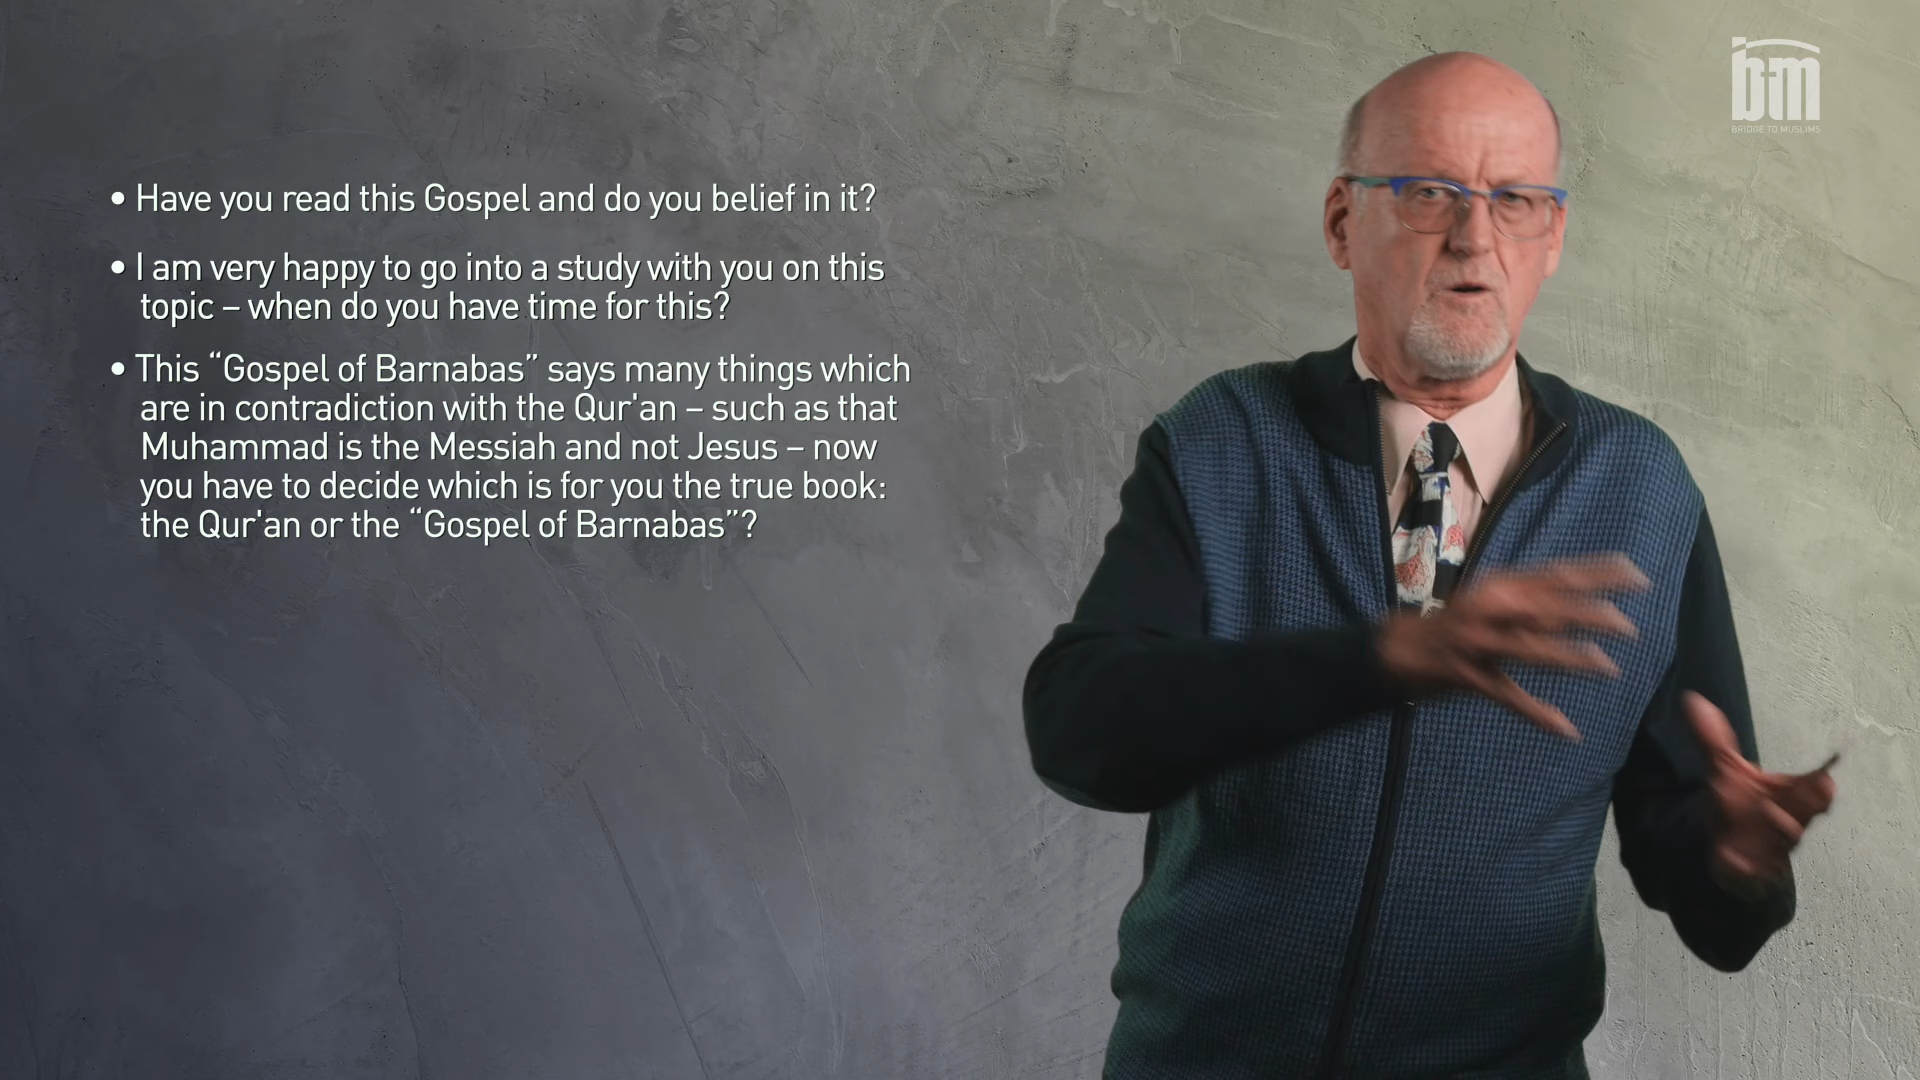 • Have you read this Gospel and do you belief in it?
• I am very happy to go into a study with you on this
topic – when do you have time for this?
• This “Gospel of Barnabas” says many things which
are in contradiction with the Qur'an – such as that
Muhammad is the Messiah and not Jesus – now
you have to decide which is for you the true book:
the Qur'an or the “Gospel of Barnabas”?
bm
BRIDGE TO MUSLIMS